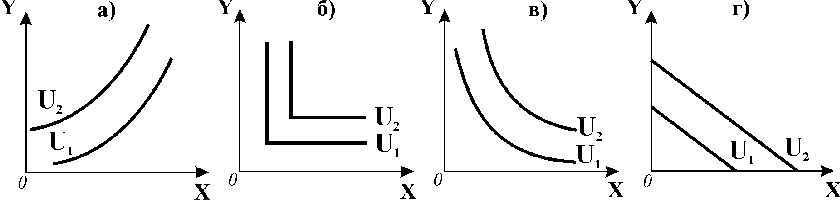 Y а) Y б) Y в) Y г)
U₂ U₁ U₂ U₁ U₂ U₁ U₁ U₂
0 X 0 X 0 X 0 X